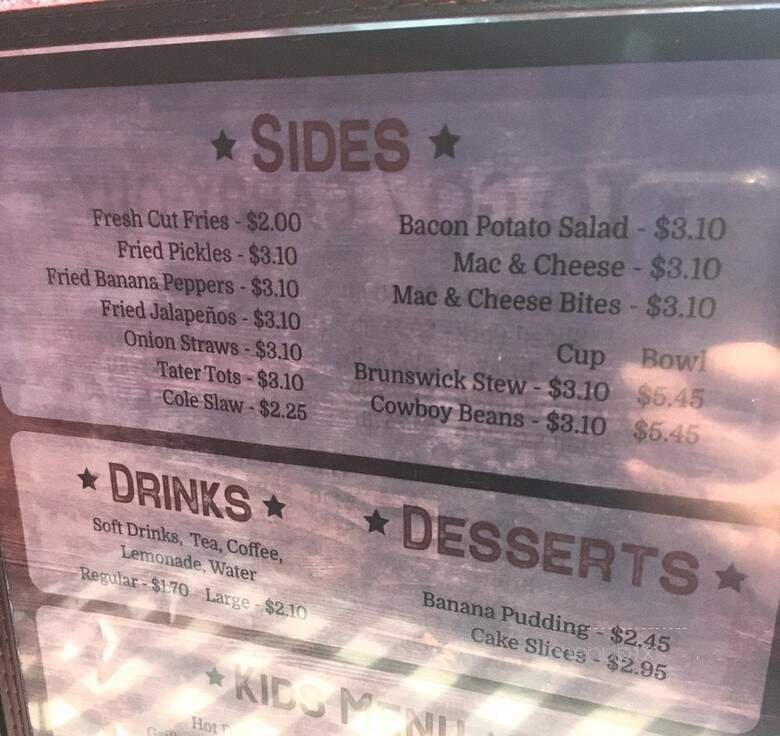 ★ SIDES ★
Fresh Cut Fries - $2.00
Fried Pickles - $3.10
Fried Banana Peppers - $3.10
Fried Jalapeños - $3.10
Onion Straws - $3.10
Tater Tots - $3.10
Cole Slaw - $2.25
Bacon Potato Salad - $3.10
Mac & Cheese - $3.10
Mac & Cheese Bites - $3.10
Cup Bowl
Brunswick Stew - $3.10 $5.45
Cowboy Beans - $3.10 $5.45
★ DRINKS ★
Soft Drinks, Tea, Coffee,
Lemonade, Water
Regular - $1.70 Large - $2.10
★ DESSERTS ★
Banana Pudding - $2.45
Cake Slices - $2.95
★ KIDS MENU
Hot